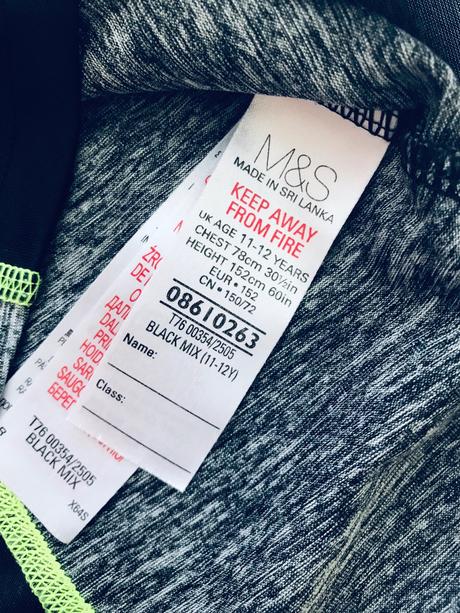 M&S
MADE IN SRI LANKA
KEEP AWAY
FROM FIRE
UK AGE 11-12 YEARS
CHEST 78cm 30½in
HEIGHT 152cm 60in
EUR • 152
CN • 150/72
08610263
T76 00354/2505
BLACK MIX (11-12Y)
Name:
Class:
T76 00354/2505
BLACK MIX
X64S